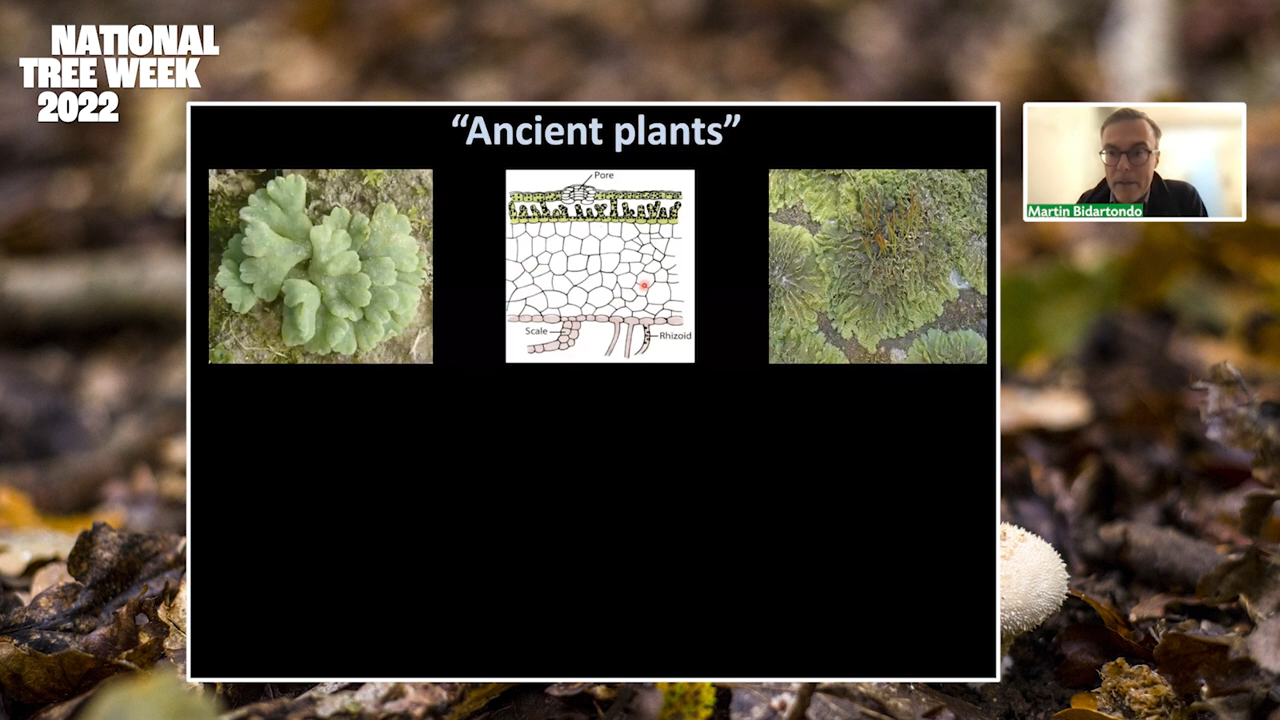 NATIONAL
TREE WEEK
2022
“Ancient plants”
Pore
Scale
Rhizoid
Martin Bidartondo